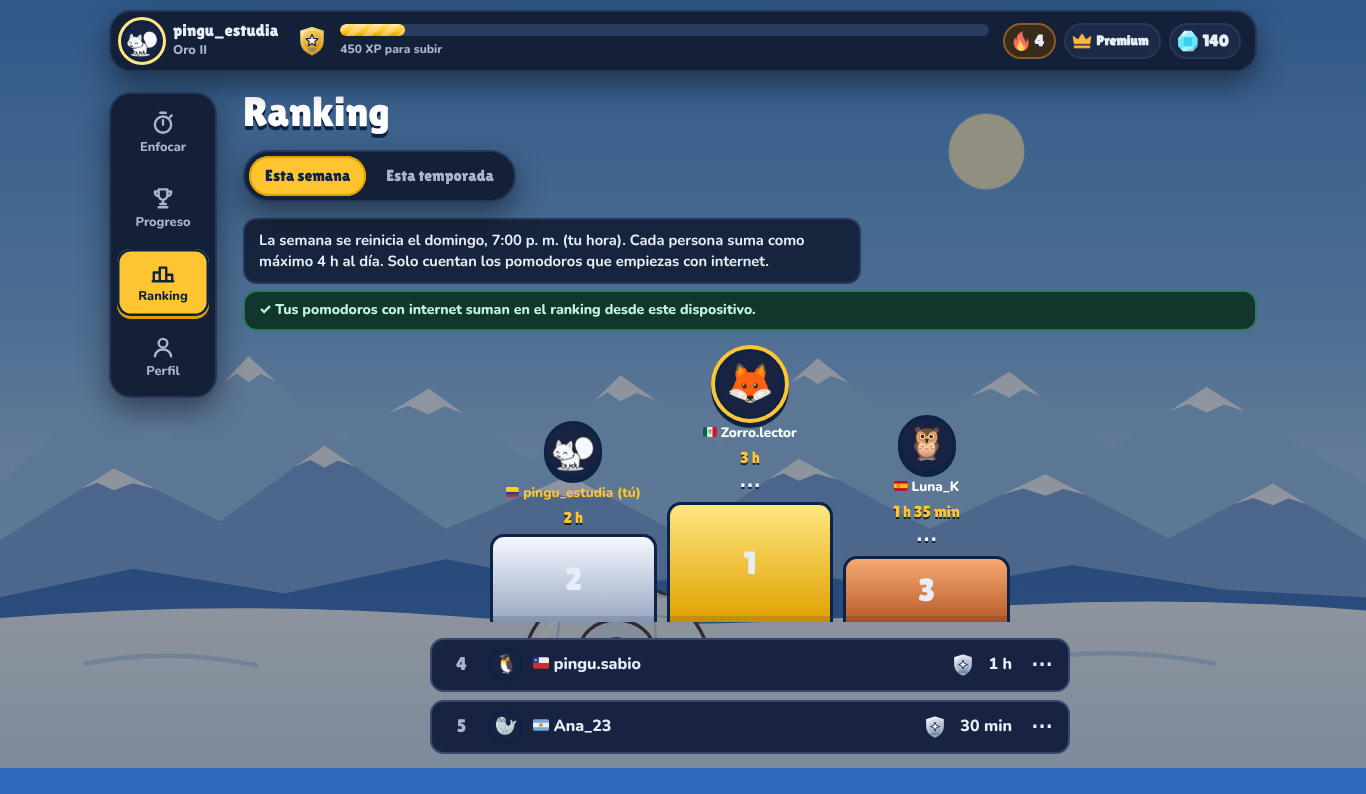 pingu_estudia
Oro II
450 XP para subir
4
Premium
140
Enfocar
Progreso
Ranking
Perfil
Ranking
Esta semana
Esta temporada
La semana se reinicia el domingo, 7:00 p. m. (tu hora). Cada persona suma como
máximo 4 h al día. Solo cuentan los pomodoros que empiezas con internet.
✓ Tus pomodoros con internet suman en el ranking desde este dispositivo.
Zorro.lector
3 h
...
pingu_estudia (tú)
2 h
Luna_K
1 h 35 min
...
2
1
3
4 pingu.sabio 1 h ...
5 Ana_23 30 min ...